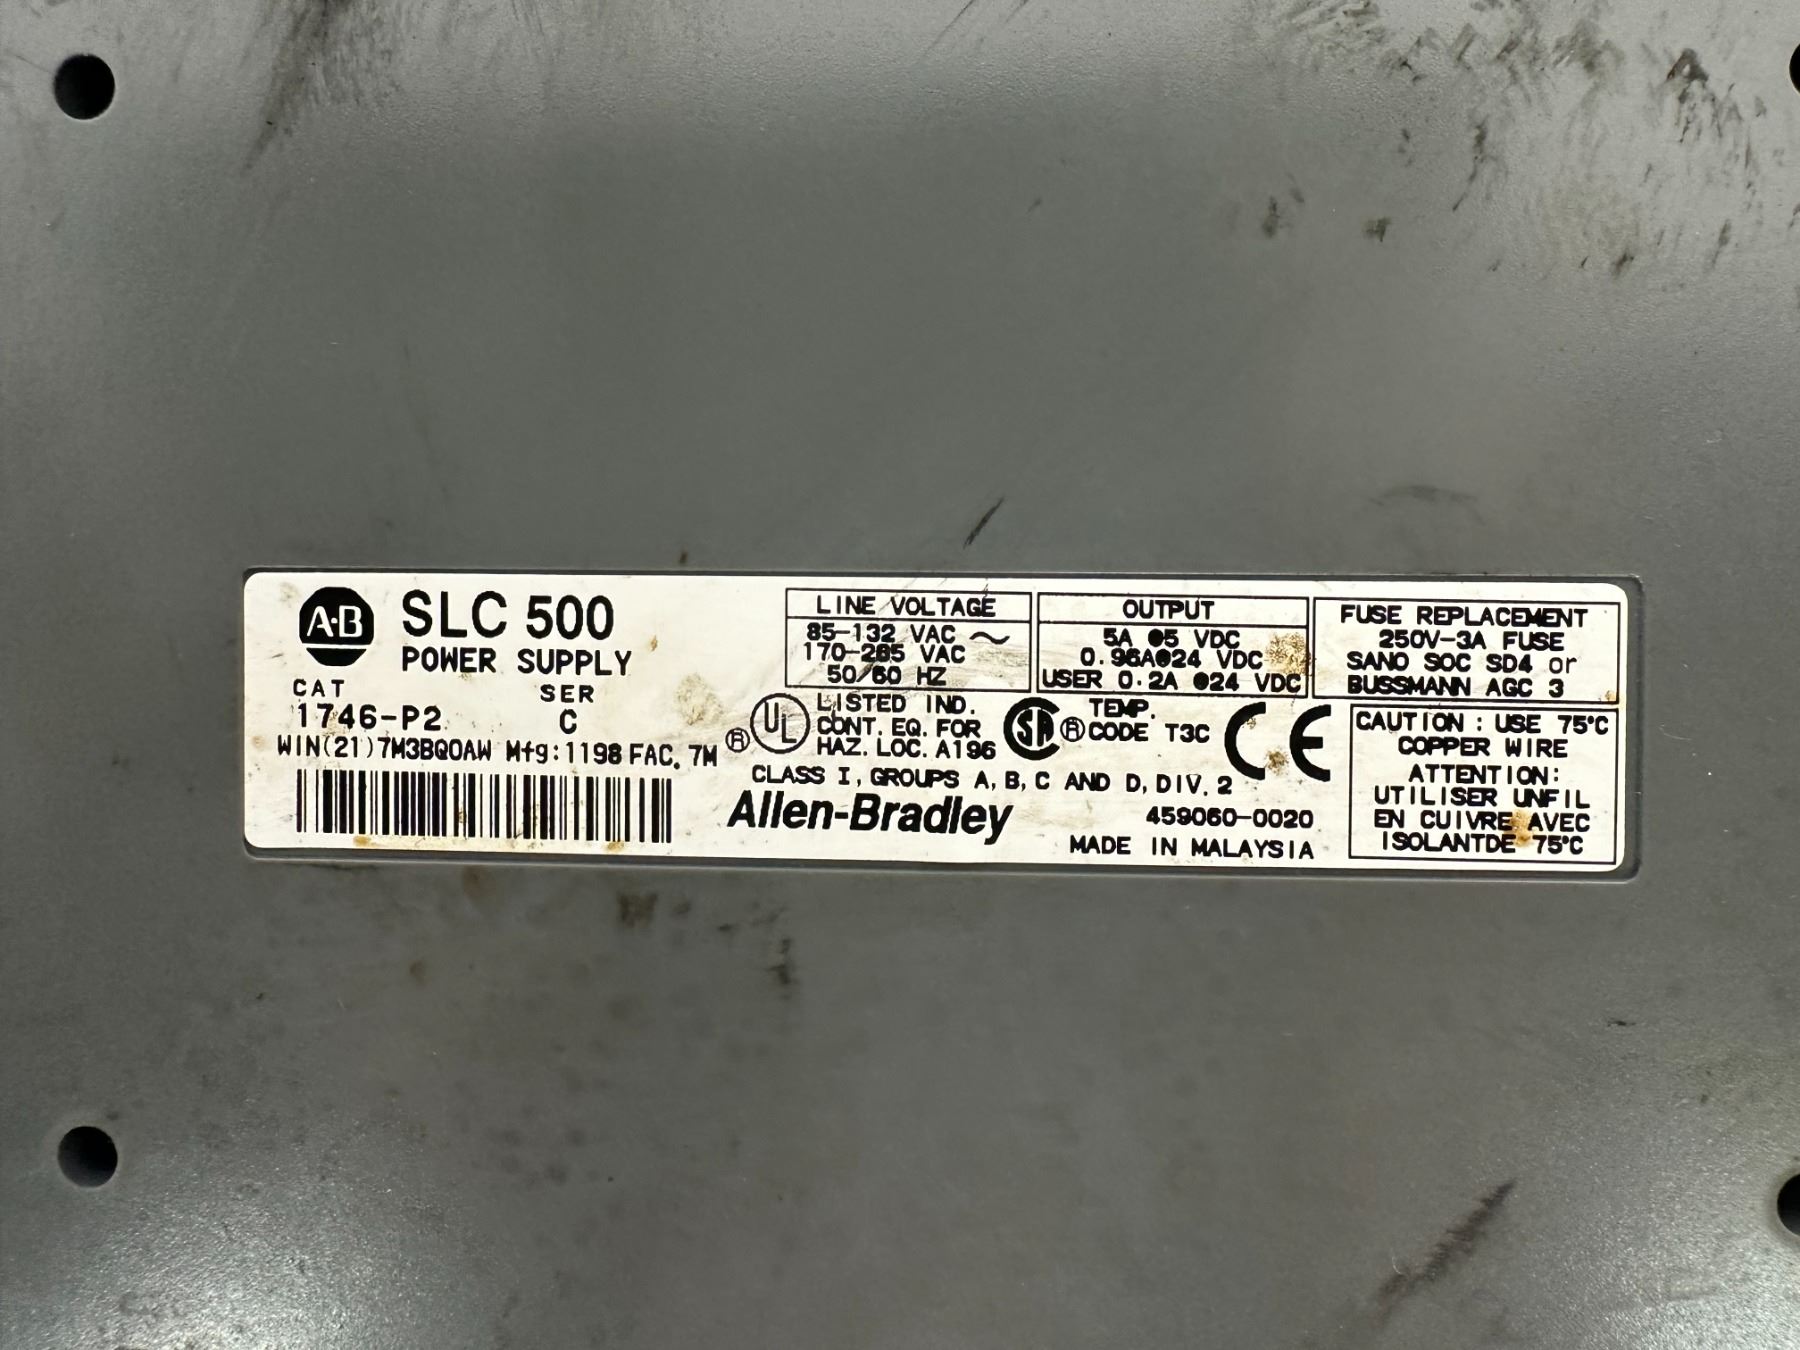 A·B
SLC 500
POWER SUPPLY
CAT SER
1746-P2 C
WIN(21)7M3BQOAW Mfg:1198 FAC. 7M
LINE VOLTAGE
85-132 VAC ~
170-265 VAC
50/60 HZ
OUTPUT
5A @5 VDC
0.96A@24 VDC
USER 0.2A @24 VDC
FUSE REPLACEMENT
250V-3A FUSE
SANO SOC SD4 or
BUSSMANN AGC 3
® UL LISTED IND.
CONT. EQ. FOR
HAZ. LOC. A196
SA ® TEMP.
CODE T3C
CE
CLASS I, GROUPS A, B, C AND D, DIV. 2
Allen-Bradley
459060-0020
MADE IN MALAYSIA
CAUTION : USE 75°C
COPPER WIRE
ATTENTION:
UTILISER UNFIL
EN CUIVRE AVEC
ISOLANTDE 75°C